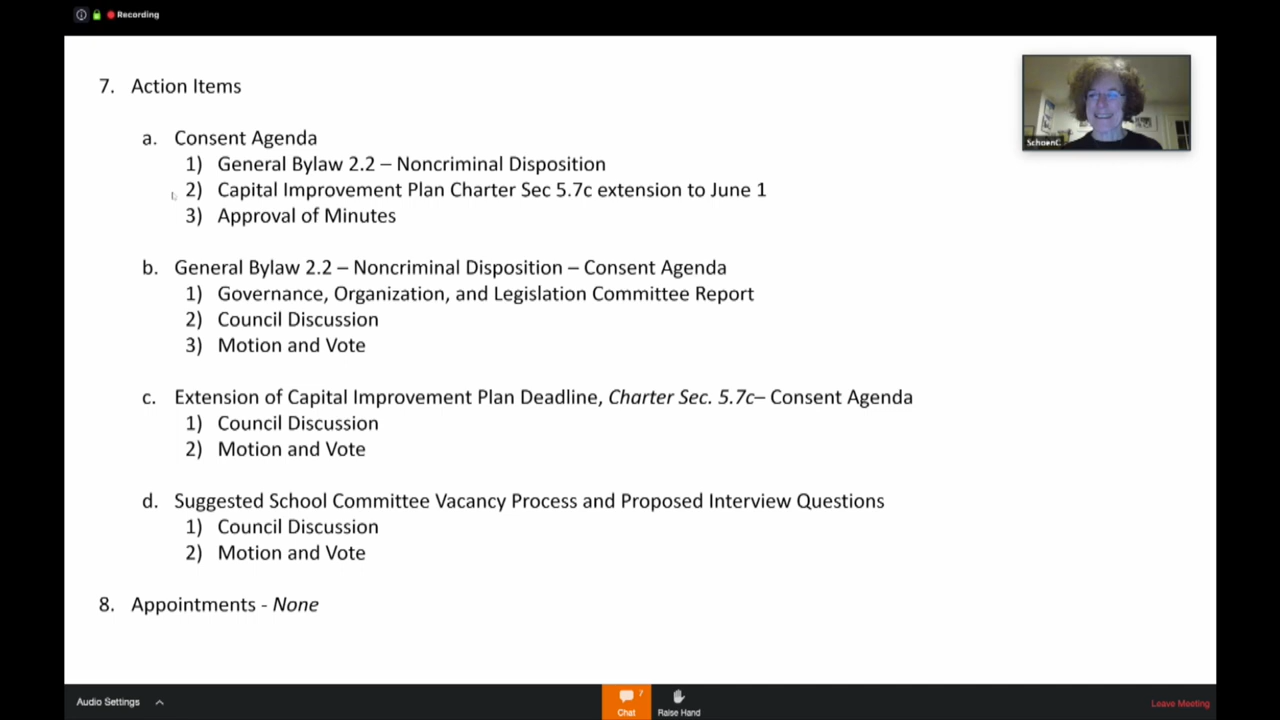 Recording
7. Action Items
a. Consent Agenda
1) General Bylaw 2.2 – Noncriminal Disposition
2) Capital Improvement Plan Charter Sec 5.7c extension to June 1
3) Approval of Minutes
b. General Bylaw 2.2 – Noncriminal Disposition – Consent Agenda
1) Governance, Organization, and Legislation Committee Report
2) Council Discussion
3) Motion and Vote
c. Extension of Capital Improvement Plan Deadline, Charter Sec. 5.7c– Consent Agenda
1) Council Discussion
2) Motion and Vote
d. Suggested School Committee Vacancy Process and Proposed Interview Questions
1) Council Discussion
2) Motion and Vote
8. Appointments - None
SchoenC
Audio Settings
7
Chat
Raise Hand
Leave Meeting